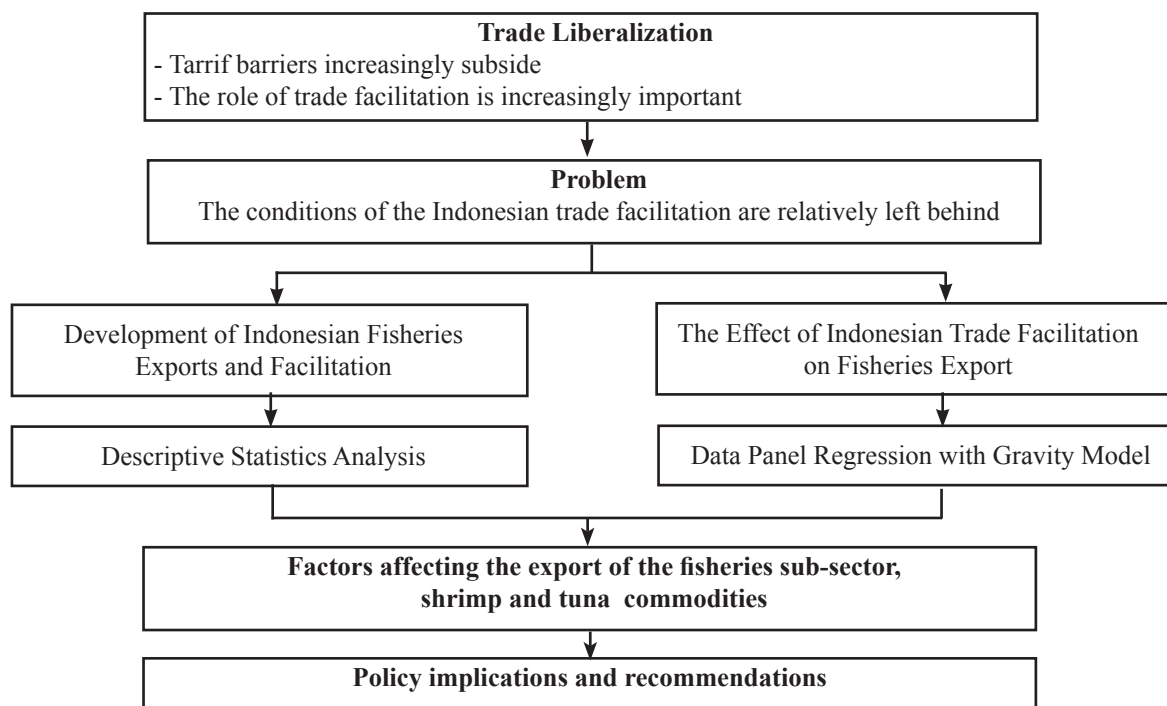 Trade Liberalization
- Tarrif barriers increasingly subside
- The role of trade facilitation is increasingly important
Problem
The conditions of the Indonesian trade facilitation are relatively left behind
Development of Indonesian Fisheries
Exports and Facilitation
The Effect of Indonesian Trade Facilitation
on Fisheries Export
Descriptive Statistics Analysis
Data Panel Regression with Gravity Model
Factors affecting the export of the fisheries sub-sector,
shrimp and tuna commodities
Policy implications and recommendations